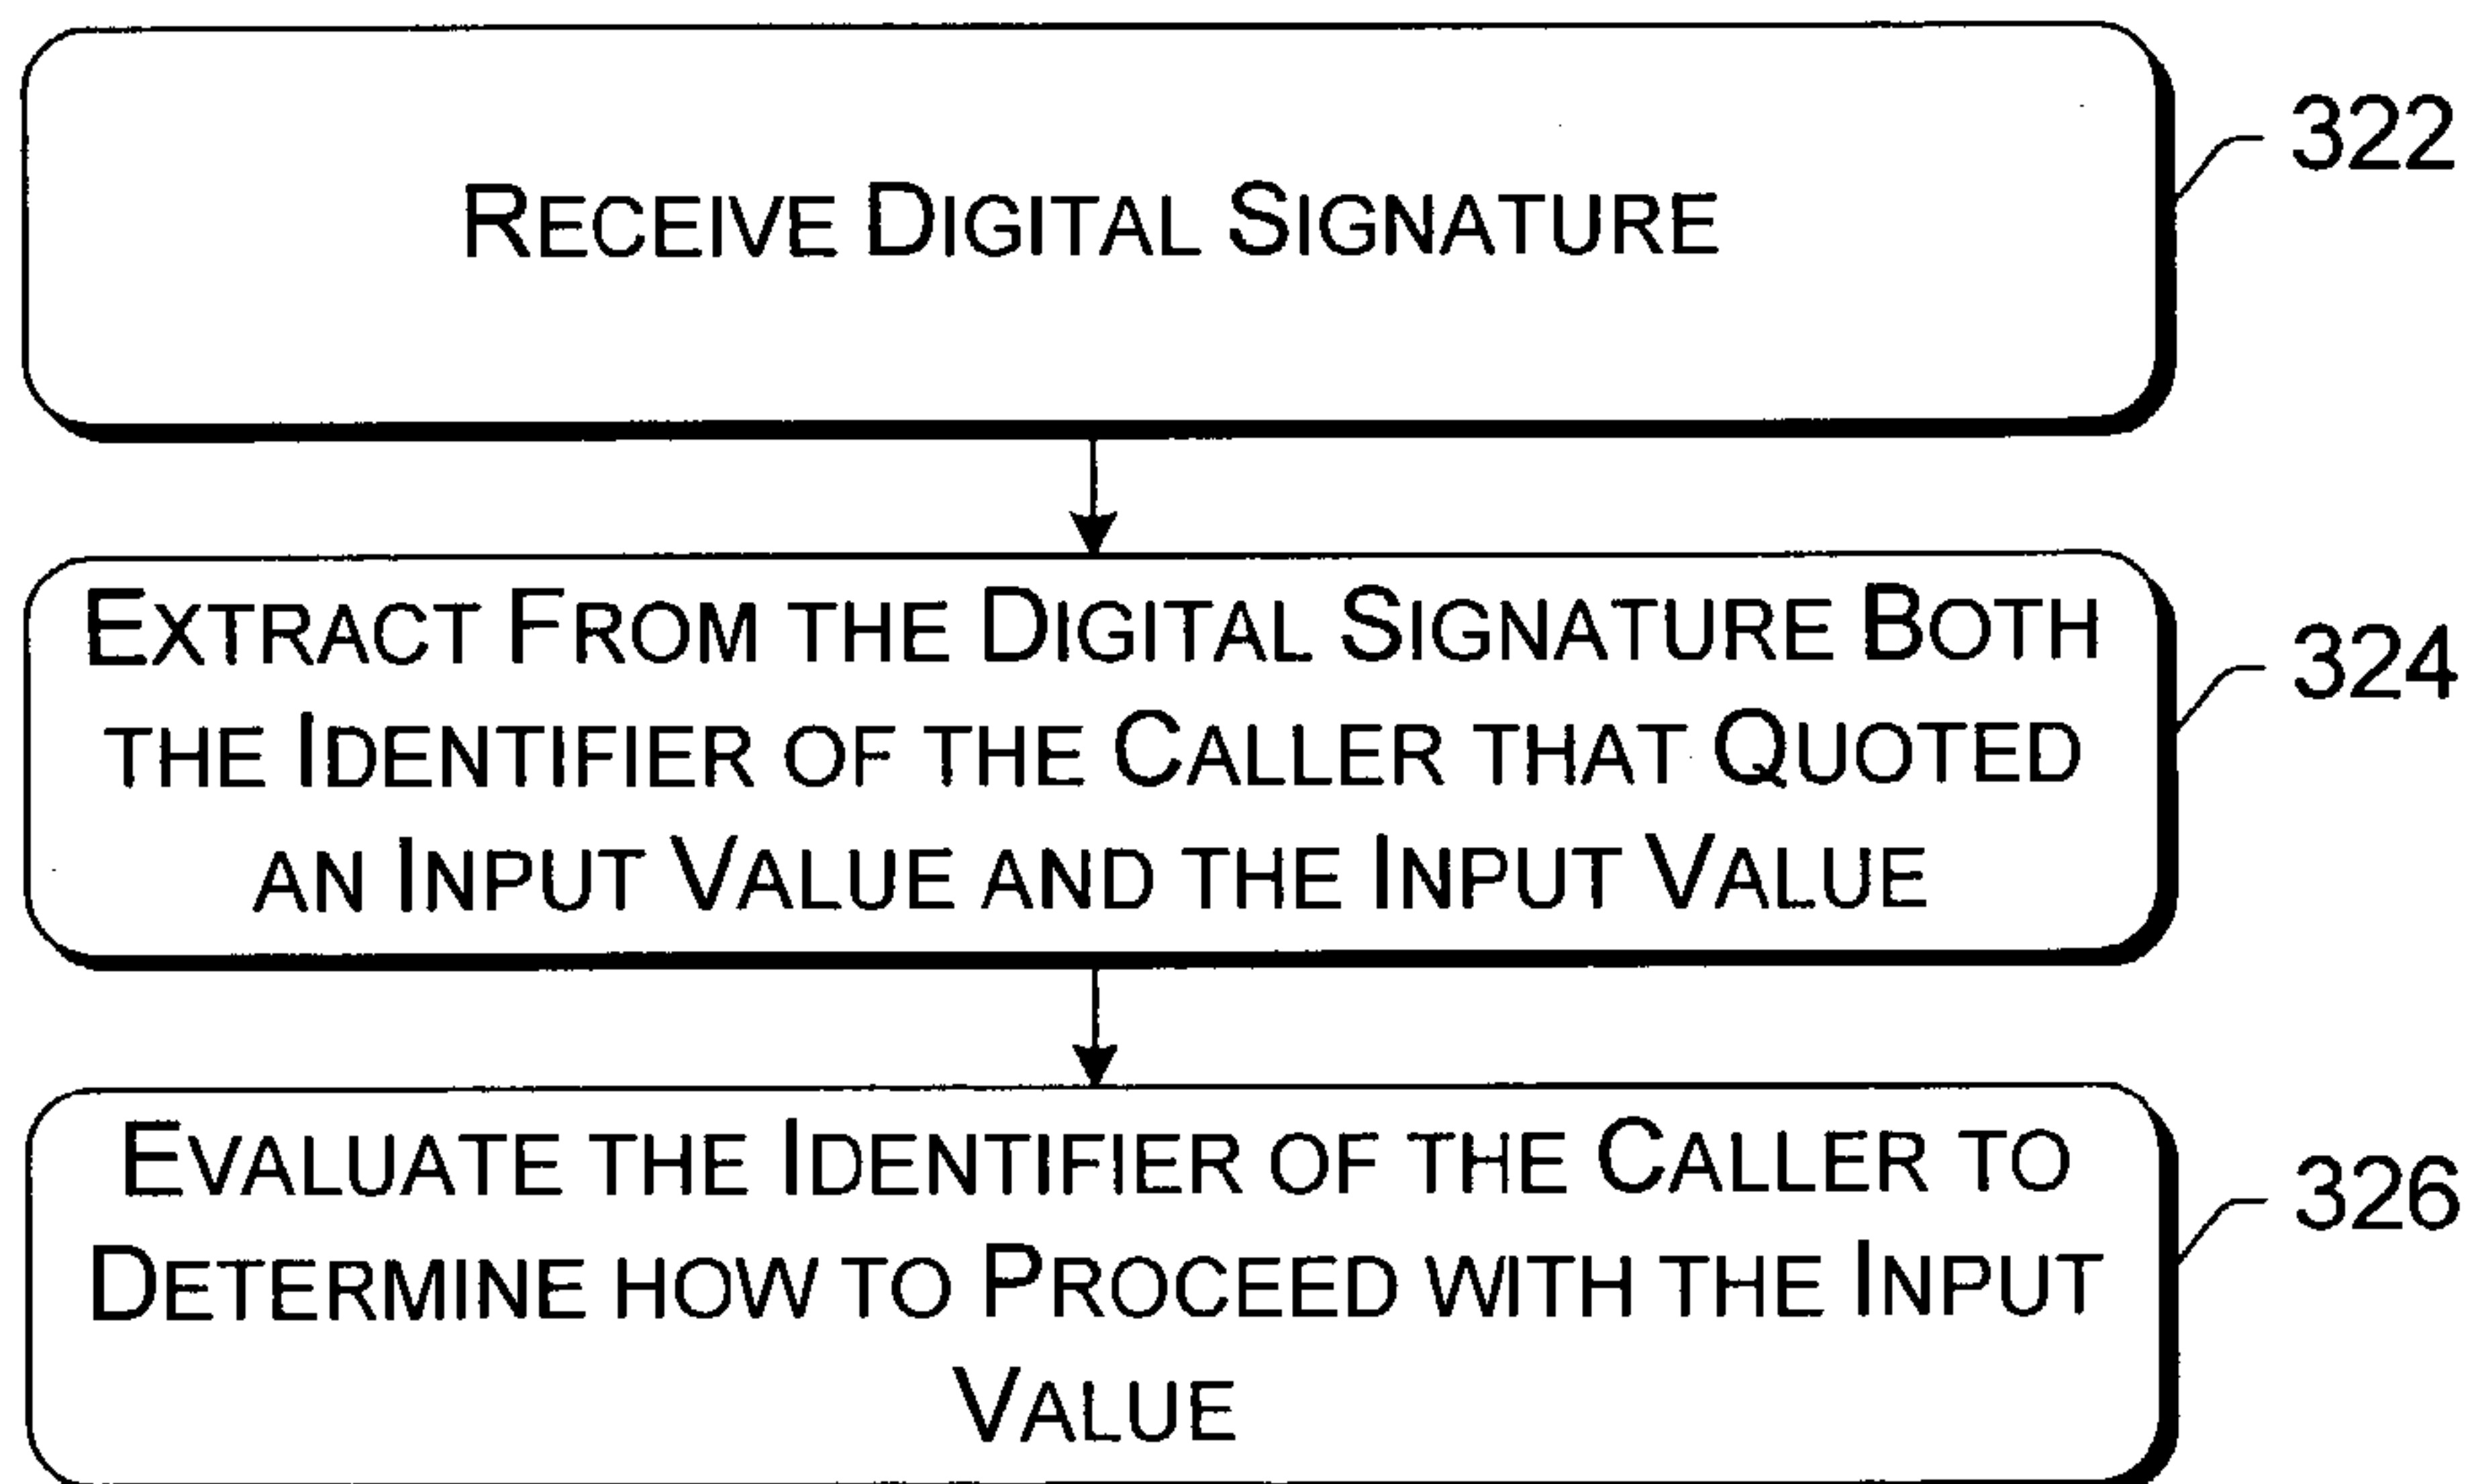 RECEIVE DIGITAL SIGNATURE
322
EXTRACT FROM THE DIGITAL SIGNATURE BOTH
THE IDENTIFIER OF THE CALLER THAT QUOTED
AN INPUT VALUE AND THE INPUT VALUE
324
EVALUATE THE IDENTIFIER OF THE CALLER TO
DETERMINE HOW TO PROCEED WITH THE INPUT
VALUE
326